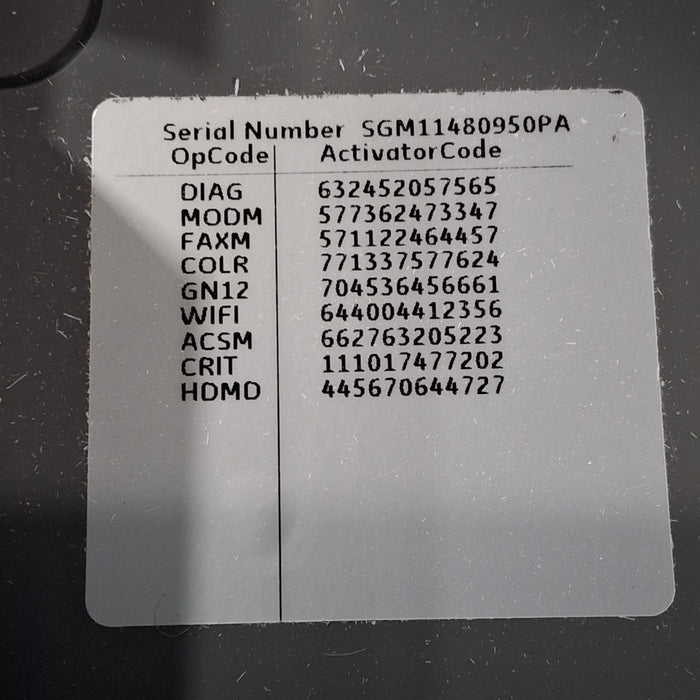 Serial Number SGM11480950PA
OpCode ActivatorCode
DIAG 632452057565
MODM 577362473347
FAXM 571122464457
COLR 771337577624
GN12 704536456661
WIFI 644004412356
ACSM 662763205223
CRIT 111017477202
HDMD 445670644727